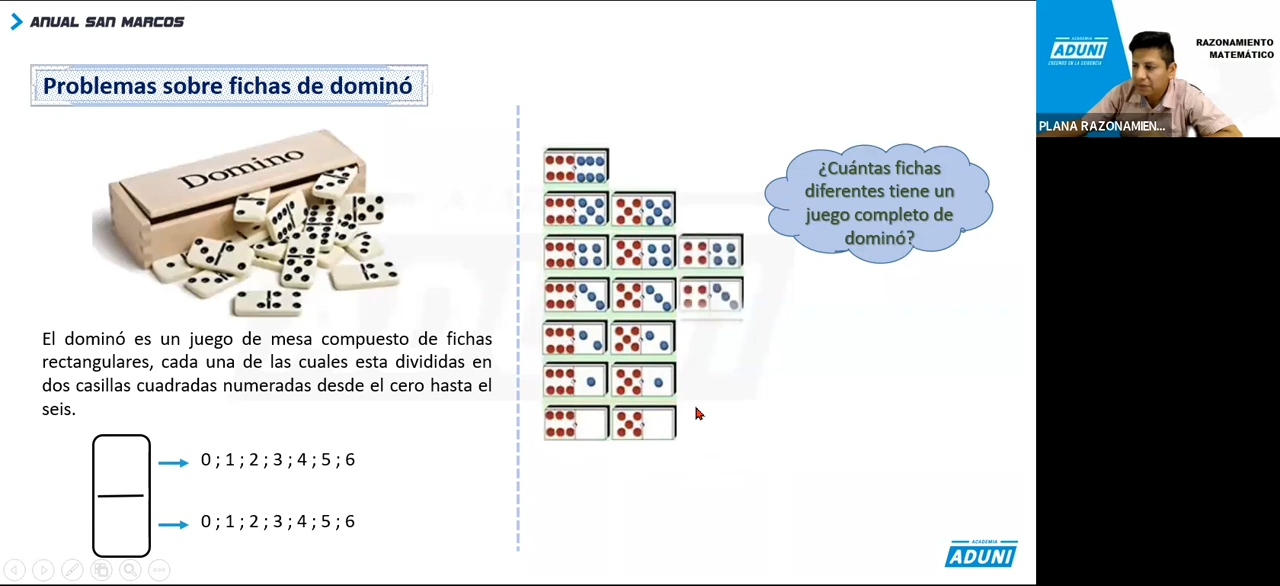 ANUAL SAN MARCOS
Problemas sobre fichas de dominó
Domino
El dominó es un juego de mesa compuesto de fichas
rectangulares, cada una de las cuales esta divididas en
dos casillas cuadradas numeradas desde el cero hasta el
seis.
0 ; 1 ; 2 ; 3 ; 4 ; 5 ; 6
0 ; 1 ; 2 ; 3 ; 4 ; 5 ; 6
¿Cuántas fichas
diferentes tiene un
juego completo de
dominó?
ACADEMIA
ADUNI
ACADEMIA
ADUNI
RAZONAMIENTO
MATEMÁTICO
PLANA RAZONAMIEN...